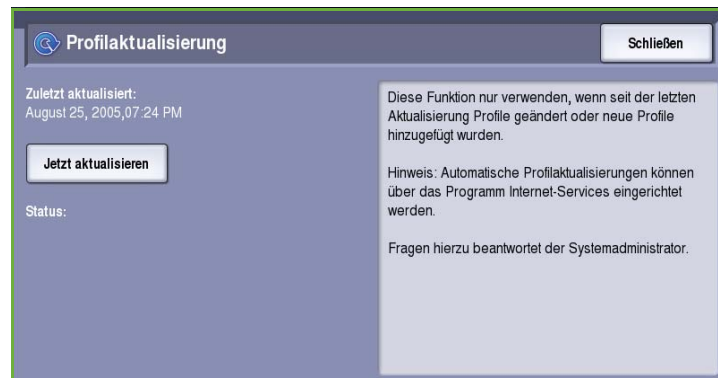 Profilaktualisierung
Schließen
Zuletzt aktualisiert:
August 25, 2005,07:24 PM
Jetzt aktualisieren
Status:
Diese Funktion nur verwenden, wenn seit der letzten
Aktualisierung Profile geändert oder neue Profile
hinzugefügt wurden.
Hinweis: Automatische Profilaktualisierungen können
über das Programm Internet-Services eingerichtet
werden.
Fragen hierzu beantwortet der Systemadministrator.